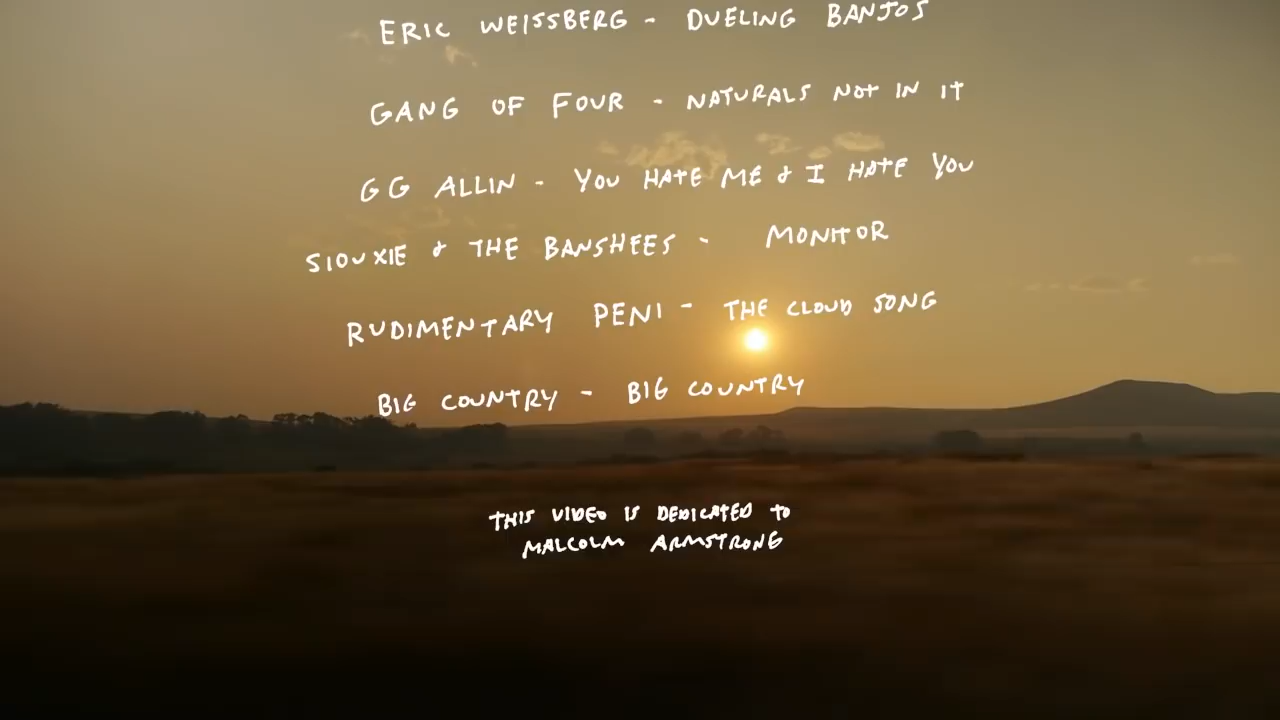 ERIC WEISSBERG - DUELING BANJOS
GANG OF FOUR - NATURALS NOT IN IT
GG ALLIN - YOU HATE ME & I HATE YOU
SIOUXIE & THE BANSHEES - MONITOR
RUDIMENTARY PENI - THE CLOUD SONG
BIG COUNTRY - BIG COUNTRY
THIS VIDEO IS DEDICATED TO
MALCOLM ARMSTRONG